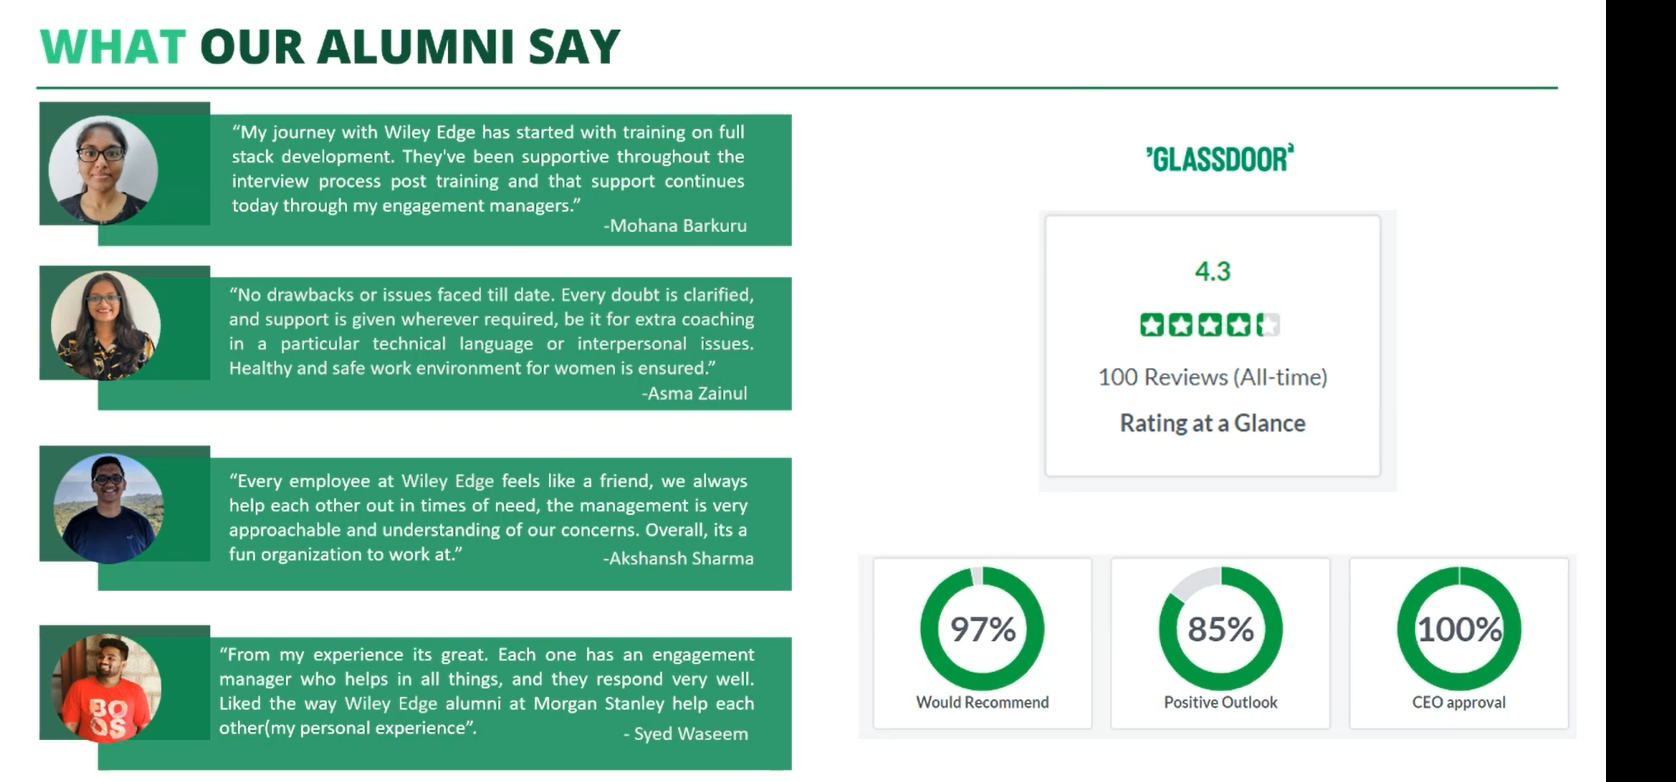 WHAT OUR ALUMNI SAY
“My journey with Wiley Edge has started with training on full
stack development. They've been supportive throughout the
interview process post training and that support continues
today through my engagement managers.”
-Mohana Barkuru
“No drawbacks or issues faced till date. Every doubt is clarified,
and support is given wherever required, be it for extra coaching
in a particular technical language or interpersonal issues.
Healthy and safe work environment for women is ensured.”
-Asma Zainul
“Every employee at Wiley Edge feels like a friend, we always
help each other out in times of need, the management is very
approachable and understanding of our concerns. Overall, its a
fun organization to work at.”
-Akshansh Sharma
“From my experience its great. Each one has an engagement
manager who helps in all things, and they respond very well.
Liked the way Wiley Edge alumni at Morgan Stanley help each
other(my personal experience”.
- Syed Waseem
BO
OS
’GLASSDOOR’
4.3
100 Reviews (All-time)
Rating at a Glance
97%
Would Recommend
85%
Positive Outlook
100%
CEO approval